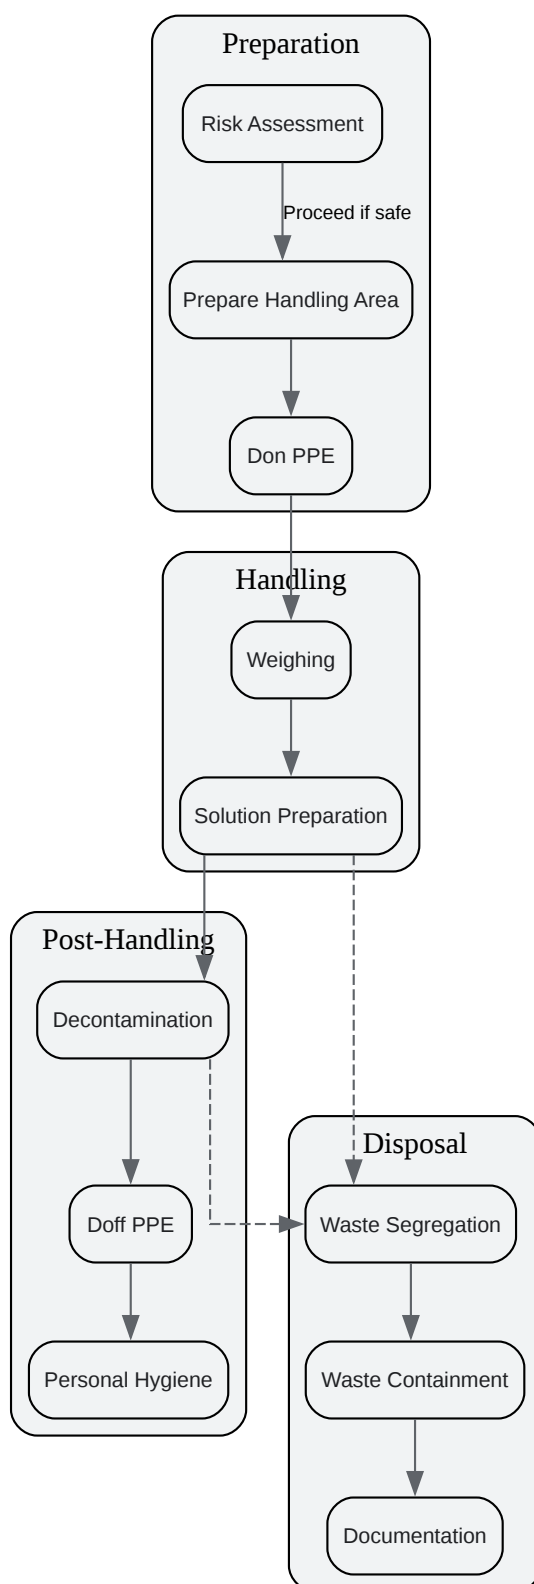 Preparation
Risk Assessment
Proceed if safe
Prepare Handling Area
Don PPE
Handling
Weighing
Solution Preparation
Post-Handling
Decontamination
Doff PPE
Personal Hygiene
Disposal
Waste Segregation
Waste Containment
Documentation